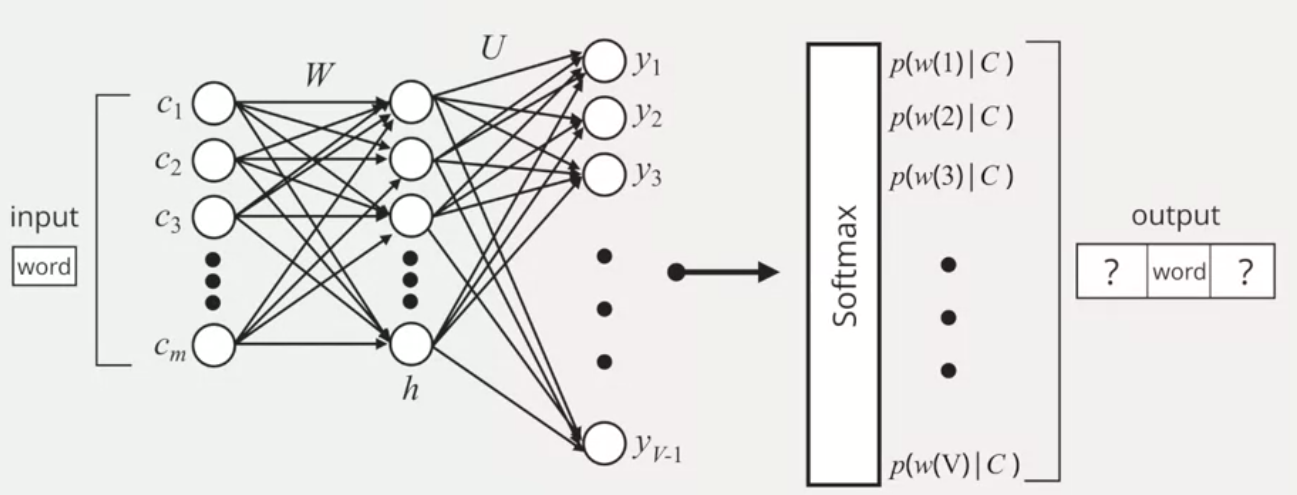 input
word
c1
c2
c3
cm
W
h
U
y1
y2
y3
yV-1
Softmax
p(w(1)|C)
p(w(2)|C)
p(w(3)|C)
p(w(V)|C)
output
? word ?